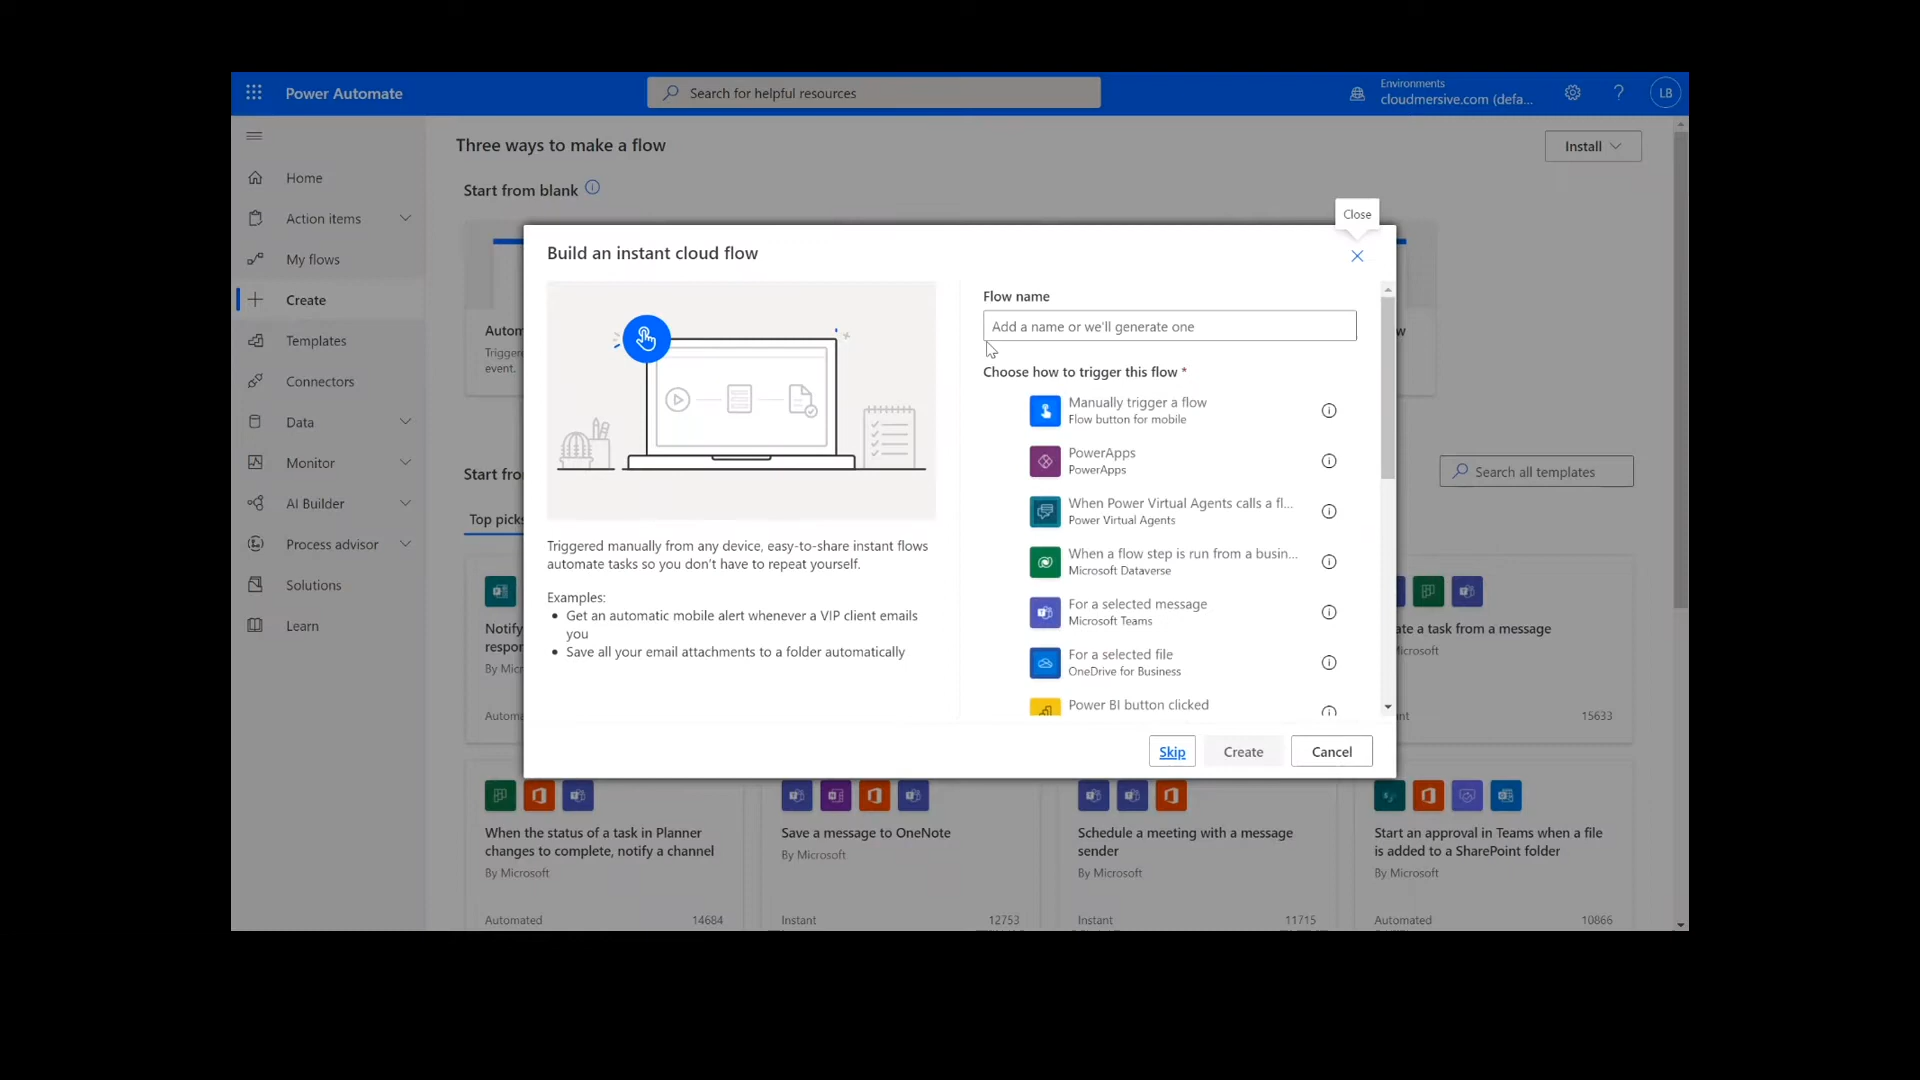 Power Automate
Search for helpful resources
Environments
cloudmersive.com (defa...
?
LB
Home
Action items
My flows
Create
Templates
Connectors
Data
Monitor
AI Builder
Process advisor
Solutions
Learn
Three ways to make a flow
Install
Start from blank
Close
Build an instant cloud flow
Flow name
Add a name or we'll generate one
Choose how to trigger this flow *
Manually trigger a flow
Flow button for mobile
PowerApps
PowerApps
When Power Virtual Agents calls a fl...
Power Virtual Agents
When a flow step is run from a busin...
Microsoft Dataverse
For a selected message
Microsoft Teams
For a selected file
OneDrive for Business
Power BI button clicked
Triggered manually from any device, easy-to-share instant flows
automate tasks so you don't have to repeat yourself.
Examples:
• Get an automatic mobile alert whenever a VIP client emails
you
• Save all your email attachments to a folder automatically
Skip
Create
Cancel
event.
Search all templates
Top picks
Notify
By Micr
Automa
ate a task from a message
icrosoft
15633
When the status of a task in Planner
changes to complete, notify a channel
By Microsoft
Automated
14684
Save a message to OneNote
By Microsoft
Instant
12753
Schedule a meeting with a message
sender
By Microsoft
Instant
11715
Start an approval in Teams when a file
is added to a SharePoint folder
By Microsoft
Automated
10866